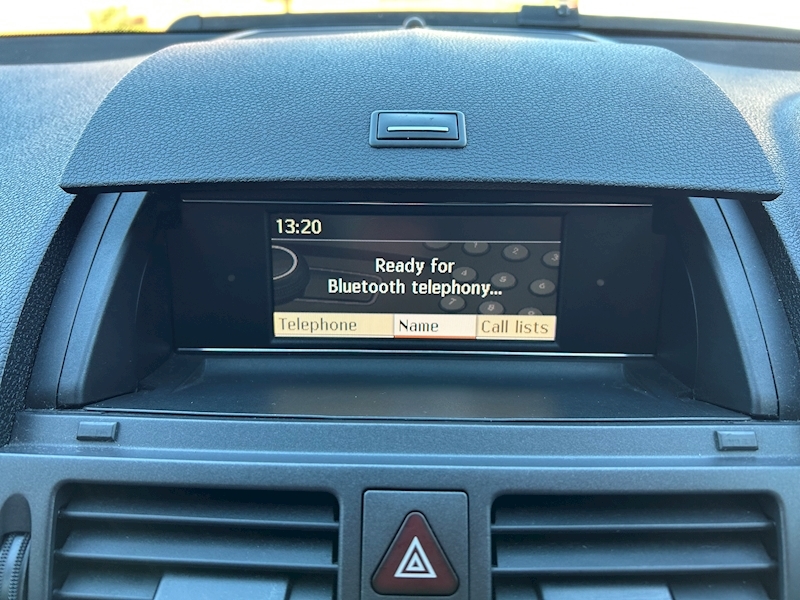 13:20
Ready for
Bluetooth telephony...
Telephone Name Call lists